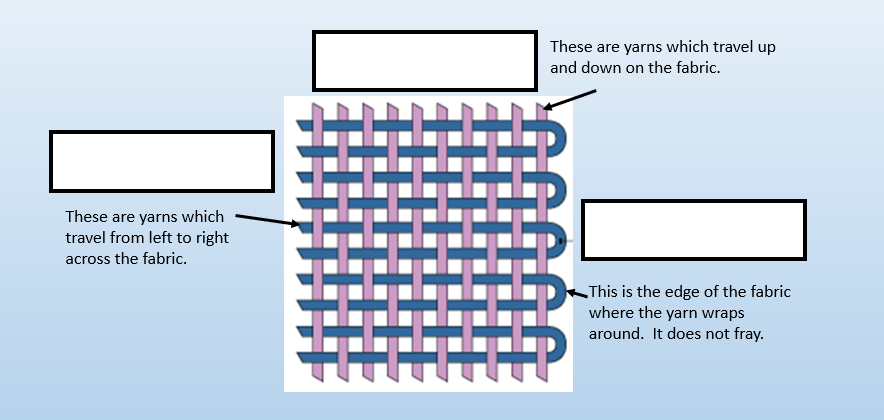 These are yarns which travel up
and down on the fabric.
These are yarns which
travel from left to right
across the fabric.
This is the edge of the fabric
where the yarn wraps
around.  It does not fray.